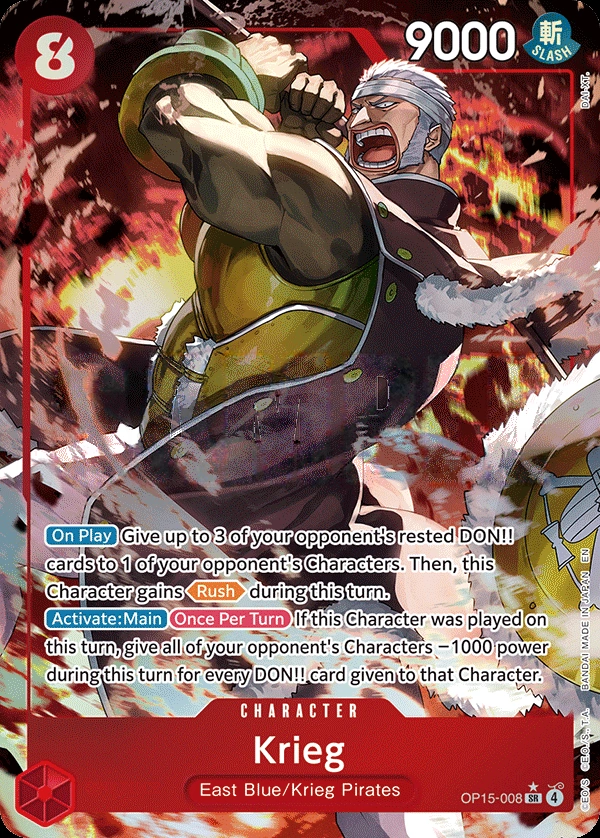 8
9000
斬
SLASH
DAI-XT.
On Play Give up to 3 of your opponent's rested DON!!
cards to 1 of your opponent's Characters. Then, this
Character gains Rush during this turn.
Activate:Main Once Per Turn If this Character was played on
this turn, give all of your opponent's Characters −1000 power
during this turn for every DON!! card given to that Character.
CHARACTER
Krieg
East Blue/Krieg Pirates
OP15-008 SR 4
©E.O/S. ©E.O./S., T.A. BANDAI MADE IN JAPAN EN